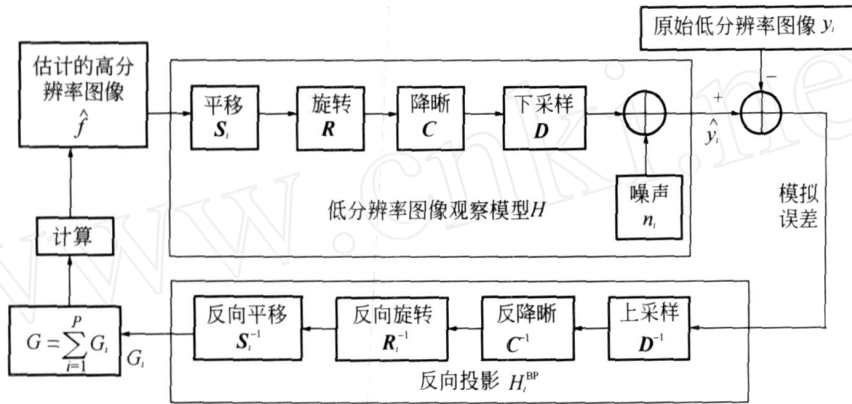 原始低分辨率图像 yᵢ
估计的高分
辨率图像
f̂
平移
Sᵢ
旋转
R
降晰
C
下采样
D
+
−
ŷᵢ
噪声
nᵢ
低分辨率图像观察模型H
模拟
误差
计算
G = ∑ᵢ₌₁ᴾ Gᵢ
Gᵢ
反向平移
Sᵢ⁻¹
反向旋转
Rᵢ⁻¹
反降晰
C⁻¹
上采样
D⁻¹
反向投影 Hᵢᴮᴾ
www.cnki.ne